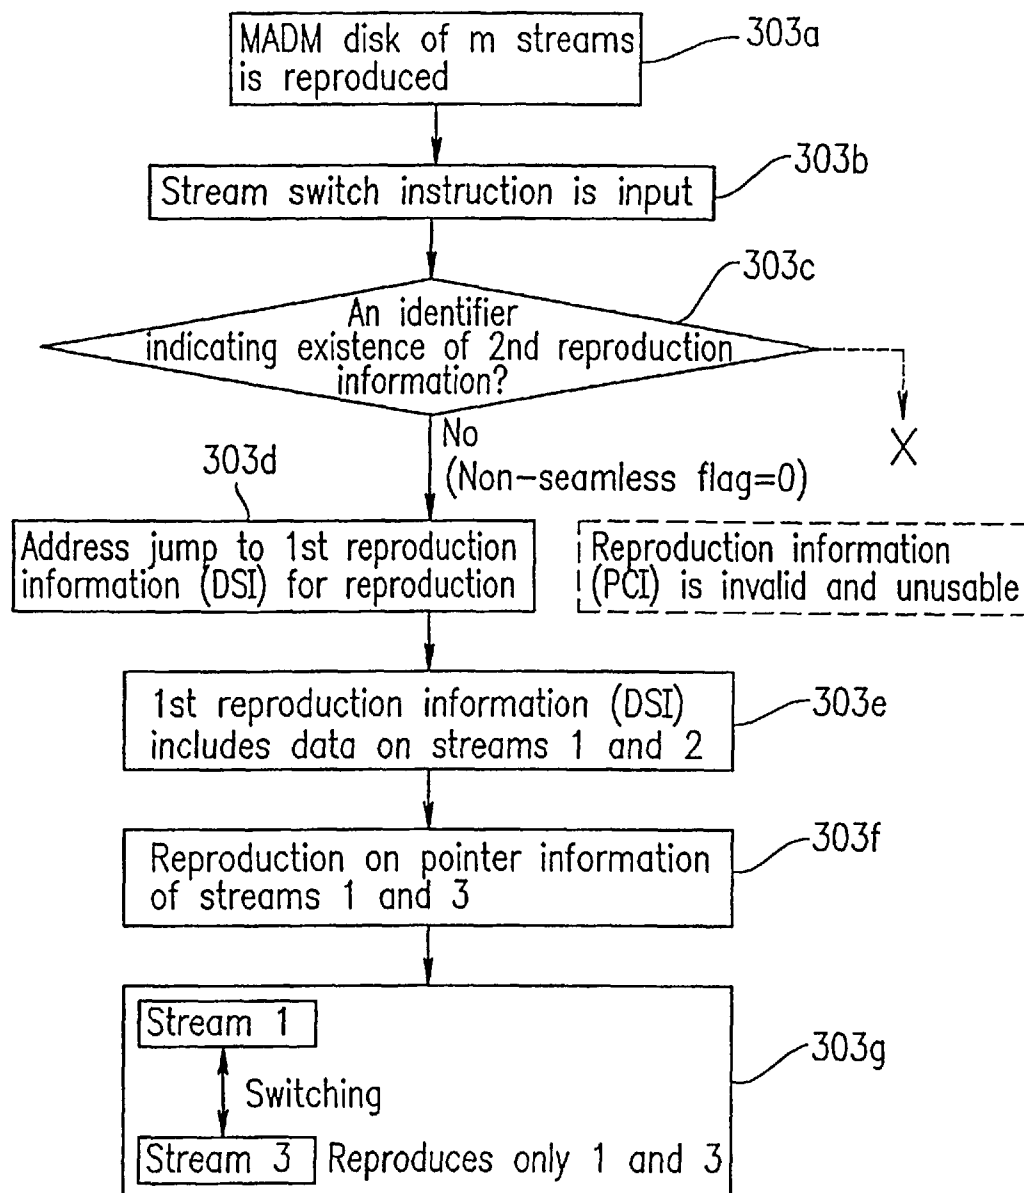 MADM disk of m streams
is reproduced
303a
Stream switch instruction is input
303b
303c
An identifier
indicating existence of 2nd reproduction
information?
X
No
(Non-seamless flag=0)
303d
Address jump to 1st reproduction
information (DSI) for reproduction
Reproduction information
(PCI) is invalid and unusable
1st reproduction information (DSI)
includes data on streams 1 and 2
303e
Reproduction on pointer information
of streams 1 and 3
303f
Stream 1
Switching
Stream 3 Reproduces only 1 and 3
303g